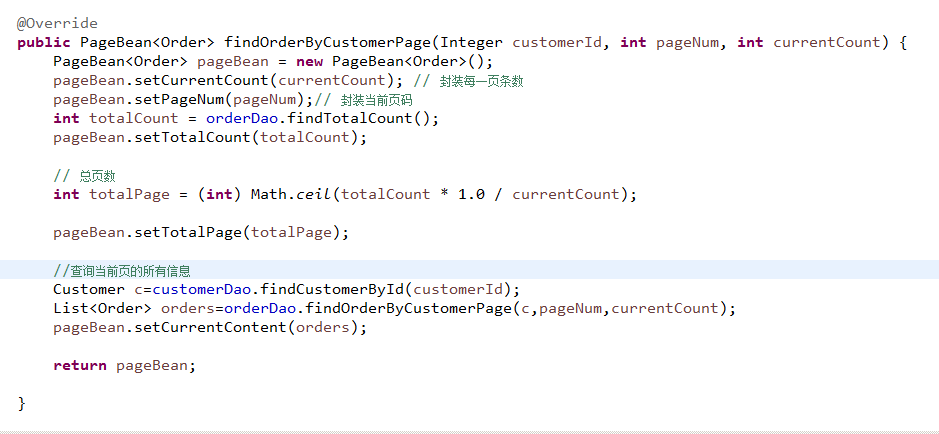 @Override
public PageBean<Order> findOrderByCustomerPage(Integer customerId, int pageNum, int currentCount) {
    PageBean<Order> pageBean = new PageBean<Order>();
    pageBean.setCurrentCount(currentCount); // 封装每一页条数
    pageBean.setPageNum(pageNum);// 封装当前页码
    int totalCount = orderDao.findTotalCount();
    pageBean.setTotalCount(totalCount);
    // 总页数
    int totalPage = (int) Math.ceil(totalCount * 1.0 / currentCount);
    pageBean.setTotalPage(totalPage);
    //查询当前页的所有信息
    Customer c=customerDao.findCustomerById(customerId);
    List<Order> orders=orderDao.findOrderByCustomerPage(c,pageNum,currentCount);
    pageBean.setCurrentContent(orders);
    return pageBean;
}